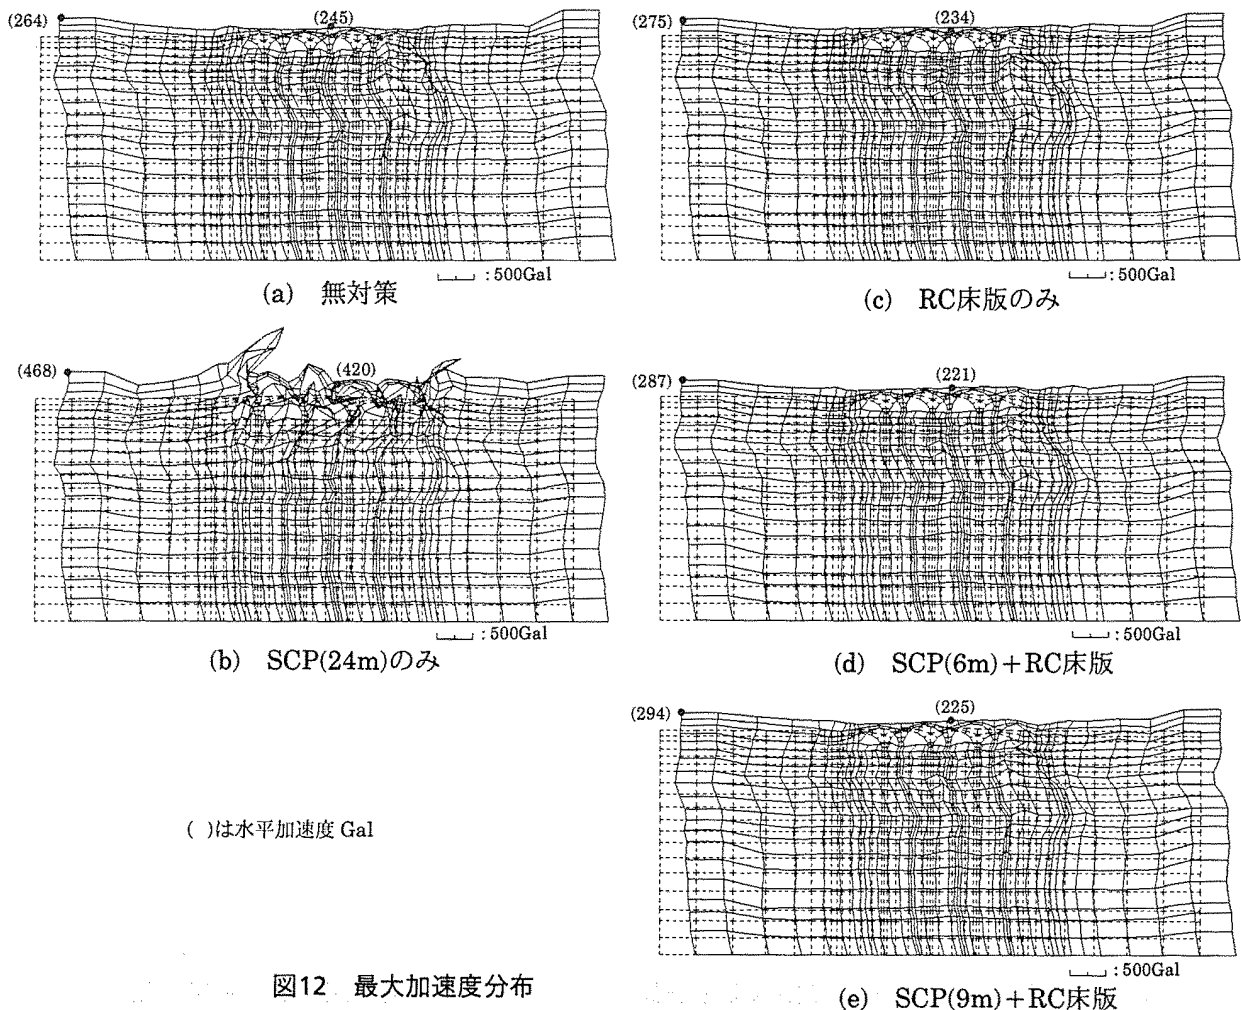 (264)
(245)
:500Gal
(a) 無対策
(468)
(420)
:500Gal
(b) SCP(24m)のみ
( )は水平加速度 Gal
図12 最大加速度分布
(275)
(234)
:500Gal
(c) RC床版のみ
(287)
(221)
:500Gal
(d) SCP(6m)+RC床版
(294)
(225)
:500Gal
(e) SCP(9m)+RC床版